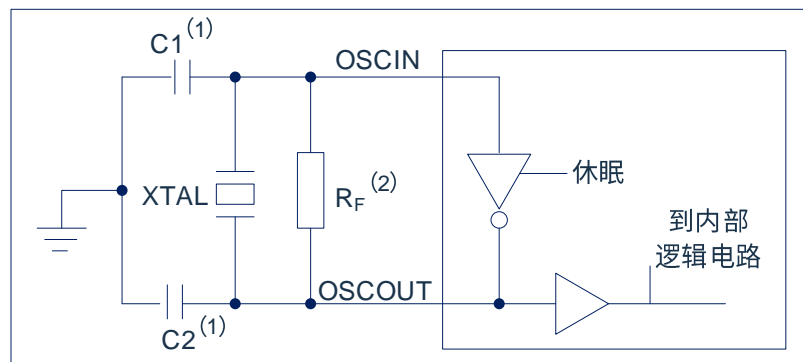 C1(1)
OSCIN
休眠
XTAL
RF(2)
到内部
逻辑电路
OSCOUT
C2(1)